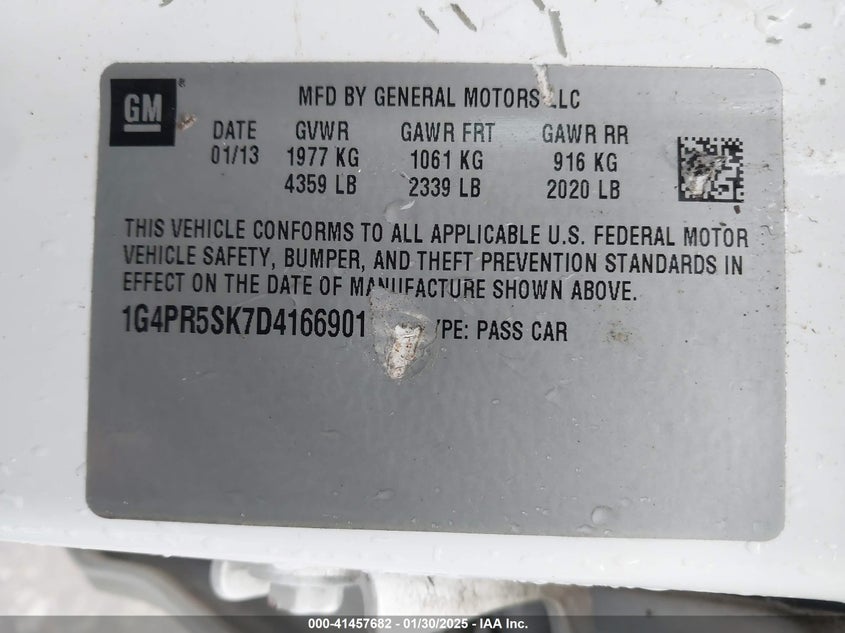 GM
MFD BY GENERAL MOTORS LLC
DATE GVWR GAWR FRT GAWR RR
01/13 1977 KG 1061 KG 916 KG
4359 LB 2339 LB 2020 LB
THIS VEHICLE CONFORMS TO ALL APPLICABLE U.S. FEDERAL MOTOR
VEHICLE SAFETY, BUMPER, AND THEFT PREVENTION STANDARDS IN
EFFECT ON THE DATE OF MANUFACTURE SHOWN ABOVE.
1G4PR5SK7D4166901 TYPE: PASS CAR
000-41457682 - 01/30/2025 - IAA Inc.